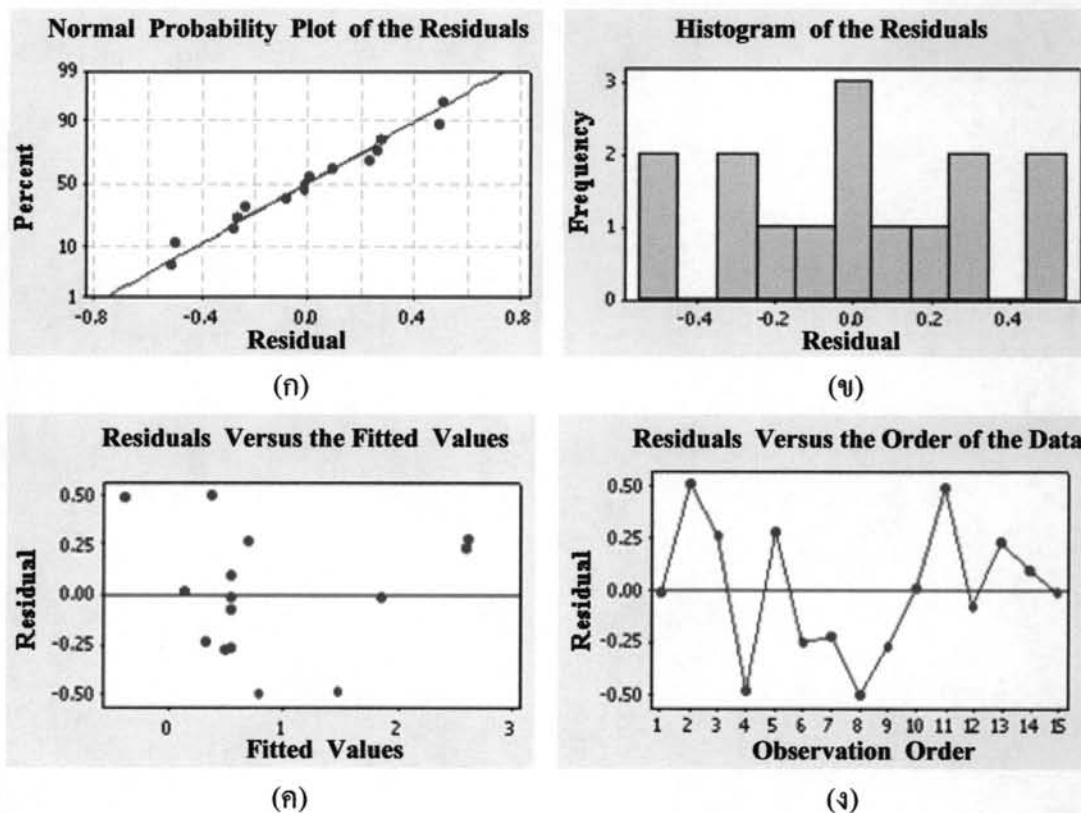 Normal Probability Plot of the Residuals
99
90
50
10
1
Percent
-0.8 -0.4 0.0 0.4 0.8
Residual
(ก)
Histogram of the Residuals
3
2
1
0
Frequency
-0.4 -0.2 0.0 0.2 0.4
Residual
(ข)
Residuals Versus the Fitted Values
0.50
0.25
0.00
-0.25
-0.50
Residual
0 1 2 3
Fitted Values
(ค)
Residuals Versus the Order of the Data
0.50
0.25
0.00
-0.25
-0.50
Residual
1 2 3 4 5 6 7 8 9 10 11 12 13 14 15
Observation Order
(ง)